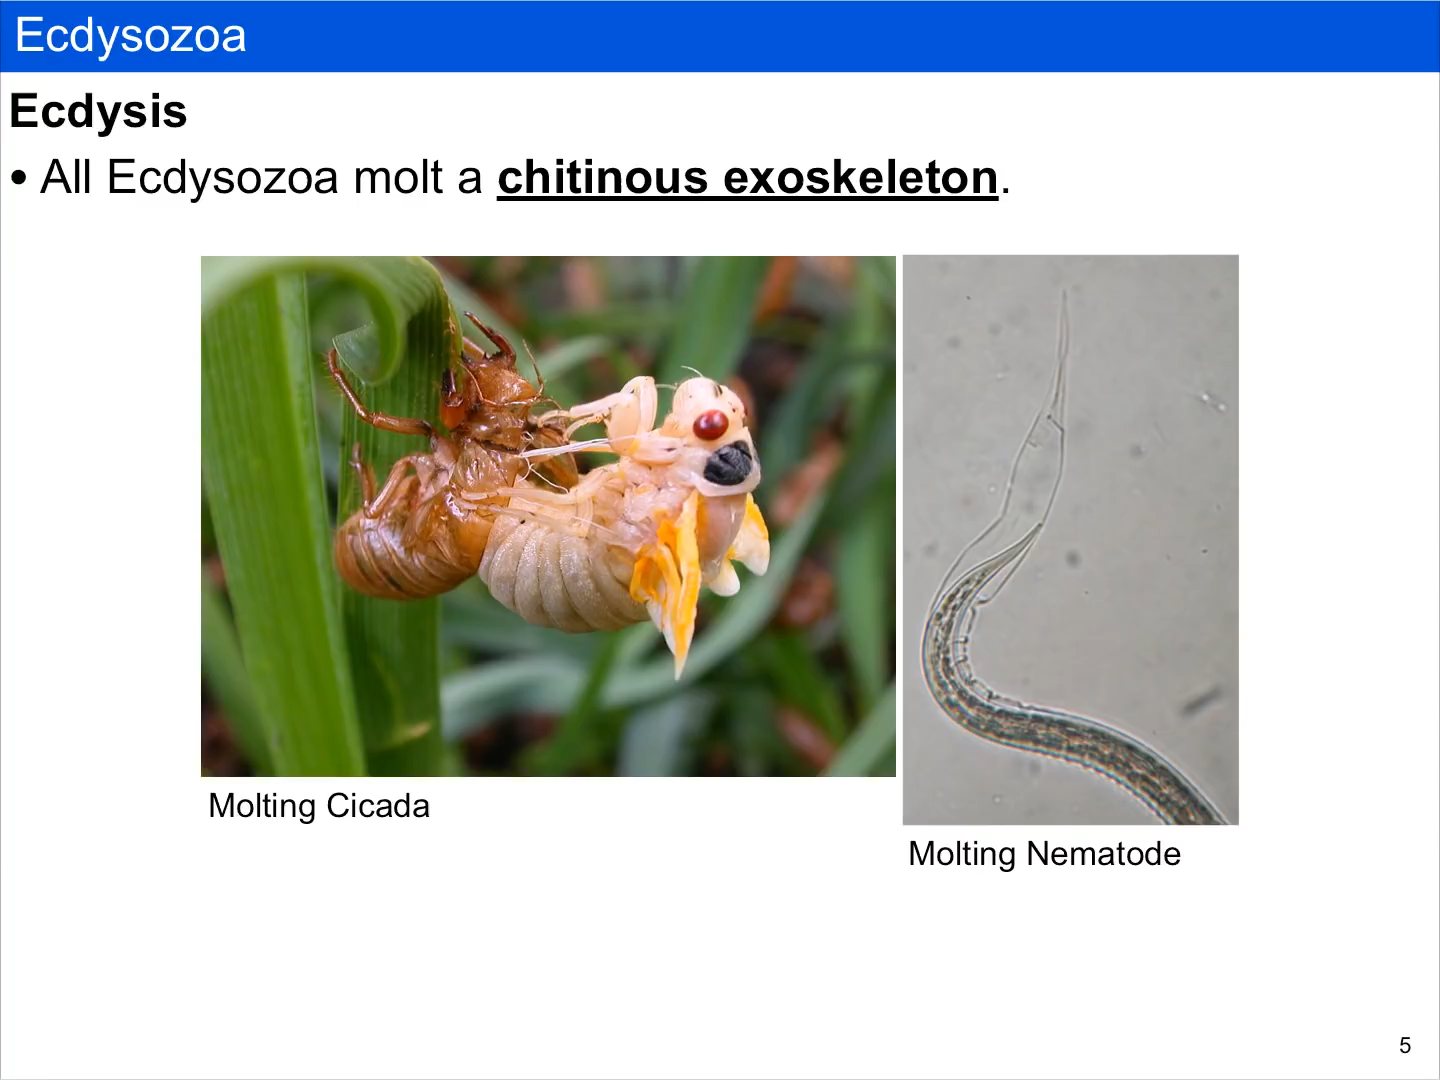 Ecdysozoa
Ecdysis
• All Ecdysozoa molt a chitinous exoskeleton.
Molting Cicada
Molting Nematode
5